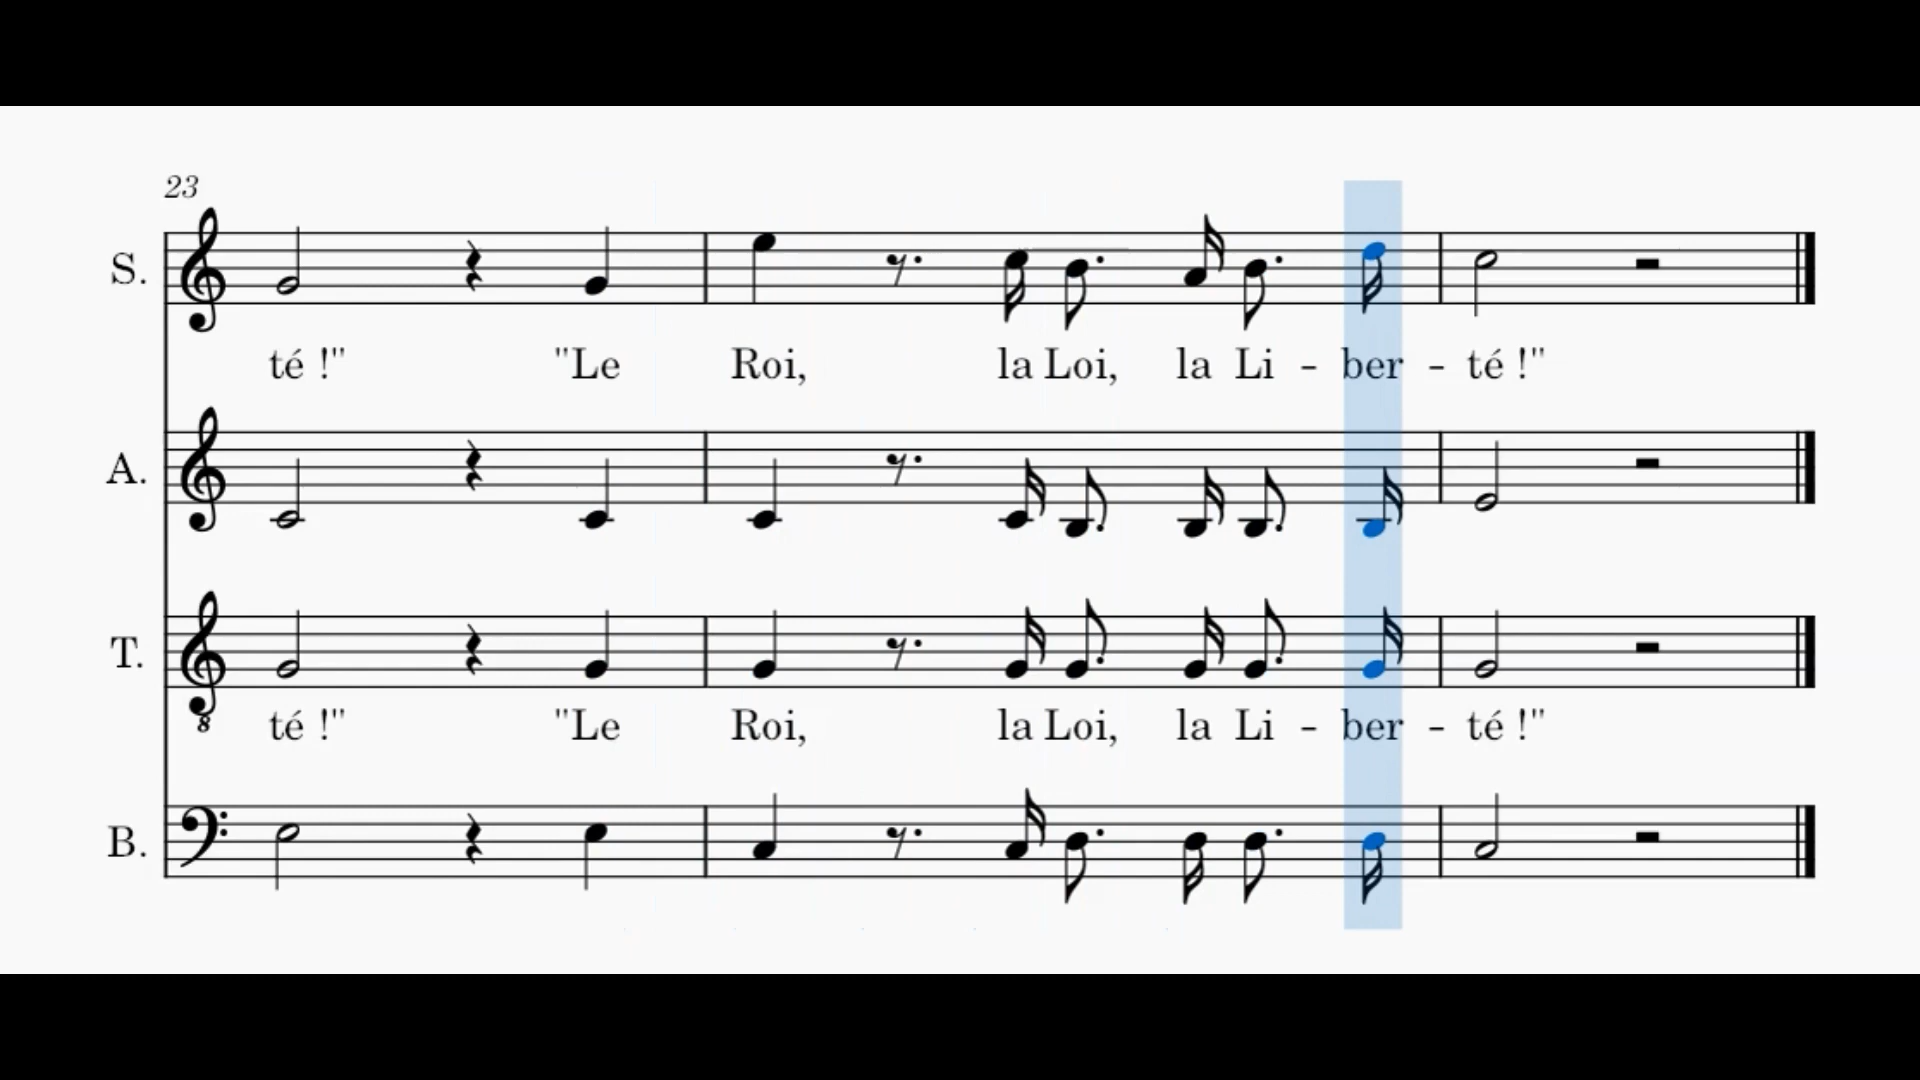 23
S.
té !" "Le Roi, la Loi, la Li - ber - té !"
A.
T.
8
té !" "Le Roi, la Loi, la Li - ber - té !"
B.